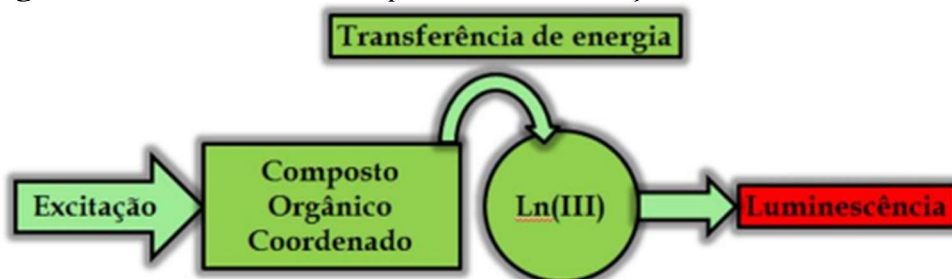 Transferência de energia
Excitação
Composto
Orgânico
Coordenado
Ln(III)
Luminescência